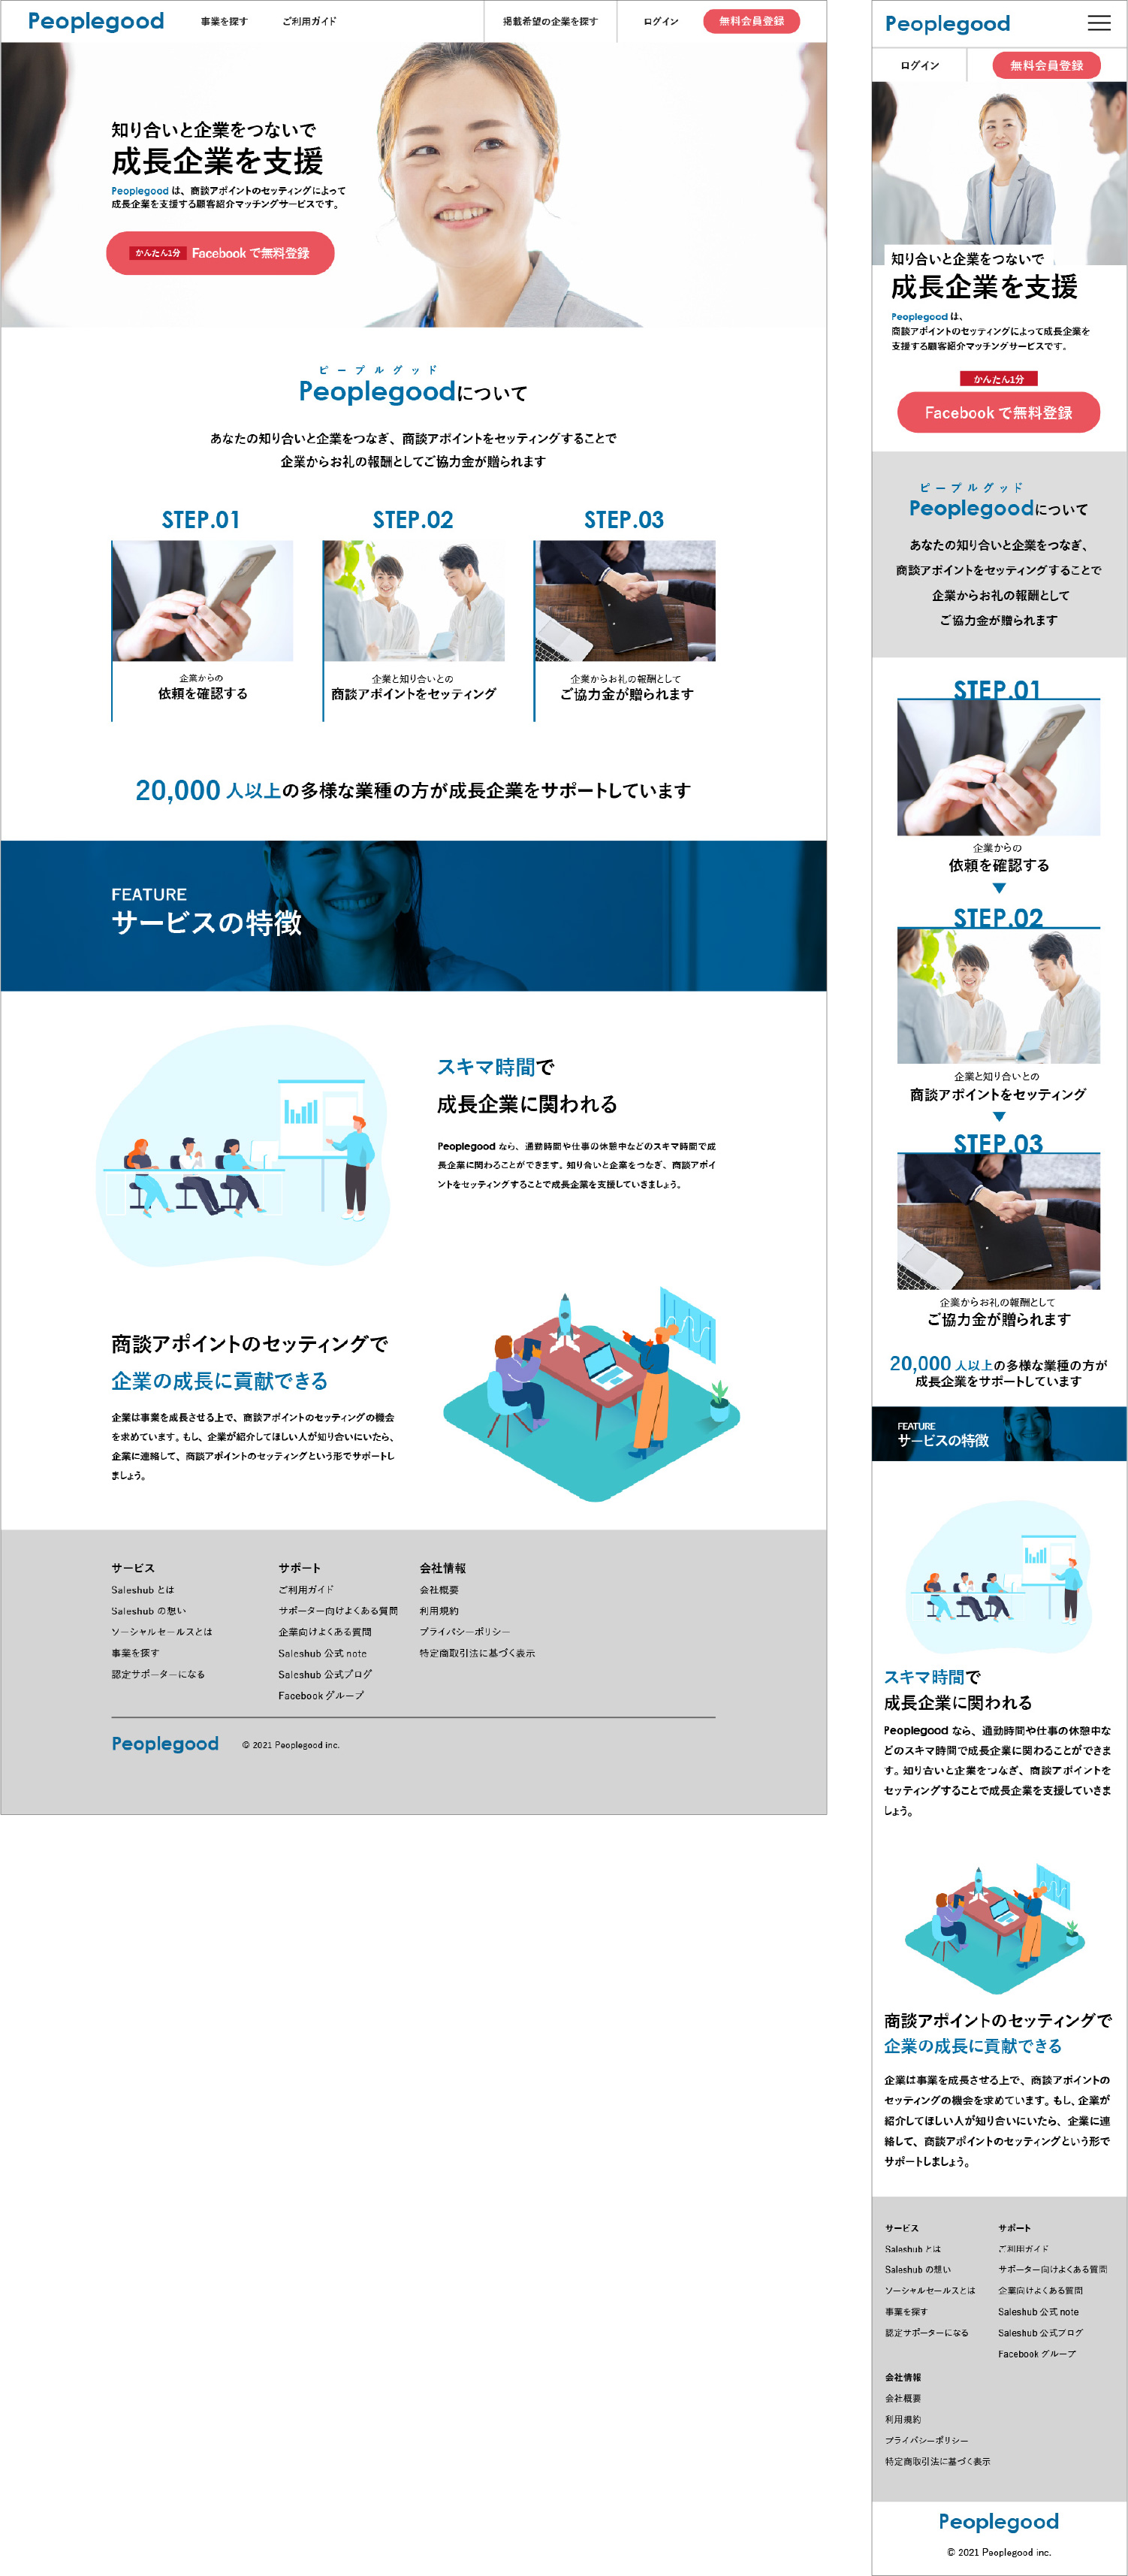 Peoplegood
事業を探す
ご利用ガイド
掲載希望の企業を探す
ログイン
無料会員登録
知り合いと企業をつないで
成長企業を支援
Peoplegood は、商談アポイントのセッティングによって
成長企業を支援する顧客紹介マッチングサービスです。
かんたん1分 Facebook で無料登録
ピープルグッド
Peoplegoodについて
あなたの知り合いと企業をつなぎ、商談アポイントをセッティングすることで
企業からお礼の報酬としてご協力金が贈られます
STEP.01
企業からの
依頼を確認する
STEP.02
企業と知り合いとの
商談アポイントをセッティング
STEP.03
企業からお礼の報酬として
ご協力金が贈られます
20,000 人以上の多様な業種の方が成長企業をサポートしています
FEATURE
サービスの特徴
スキマ時間で
成長企業に関われる
Peoplegood なら、通勤時間や仕事の休憩中などのスキマ時間で成
長企業に関わることができます。知り合いと企業をつなぎ、商談アポイ
ントをセッティングすることで成長企業を支援していきましょう。
商談アポイントのセッティングで
企業の成長に貢献できる
企業は事業を成長させる上で、商談アポイントのセッティングの機会
を求めています。もし、企業が紹介してほしい人が知り合いにいたら、
企業に連絡して、商談アポイントのセッティングという形でサポートし
ましょう。
サービス
Saleshub とは
Saleshub の想い
ソーシャルセールスとは
事業を探す
認定サポーターになる
サポート
ご利用ガイド
サポーター向けよくある質問
企業向けよくある質問
Saleshub 公式 note
Saleshub 公式ブログ
Facebook グループ
会社情報
会社概要
利用規約
プライバシーポリシー
特定商取引法に基づく表示
Peoplegood
© 2021 Peoplegood inc.
Peoplegood
ログイン
無料会員登録
知り合いと企業をつないで
成長企業を支援
Peoplegood は、
商談アポイントのセッティングによって成長企業を
支援する顧客紹介マッチングサービスです。
かんたん1分
Facebook で無料登録
ピープルグッド
Peoplegoodについて
あなたの知り合いと企業をつなぎ、
商談アポイントをセッティングすることで
企業からお礼の報酬として
ご協力金が贈られます
STEP.01
企業からの
依頼を確認する
STEP.02
企業と知り合いとの
商談アポイントをセッティング
STEP.03
企業からお礼の報酬として
ご協力金が贈られます
20,000 人以上の多様な業種の方が
成長企業をサポートしています
FEATURE
サービスの特徴
スキマ時間で
成長企業に関われる
Peoplegood なら、通勤時間や仕事の休憩中な
どのスキマ時間で成長企業に関わることができま
す。知り合いと企業をつなぎ、商談アポイントを
セッティングすることで成長企業を支援していきま
しょう。
商談アポイントのセッティングで
企業の成長に貢献できる
企業は事業を成長させる上で、商談アポイントの
セッティングの機会を求めています。もし、企業が
紹介してほしい人が知り合いにいたら、企業に連
絡して、商談アポイントのセッティングという形で
サポートしましょう。
サービス
Saleshub とは
Saleshub の想い
ソーシャルセールスとは
事業を探す
認定サポーターになる
サポート
ご利用ガイド
サポーター向けよくある質問
企業向けよくある質問
Saleshub 公式 note
Saleshub 公式ブログ
Facebook グループ
会社情報
会社概要
利用規約
プライバシーポリシー
特定商取引法に基づく表示
Peoplegood
© 2021 Peoplegood inc.